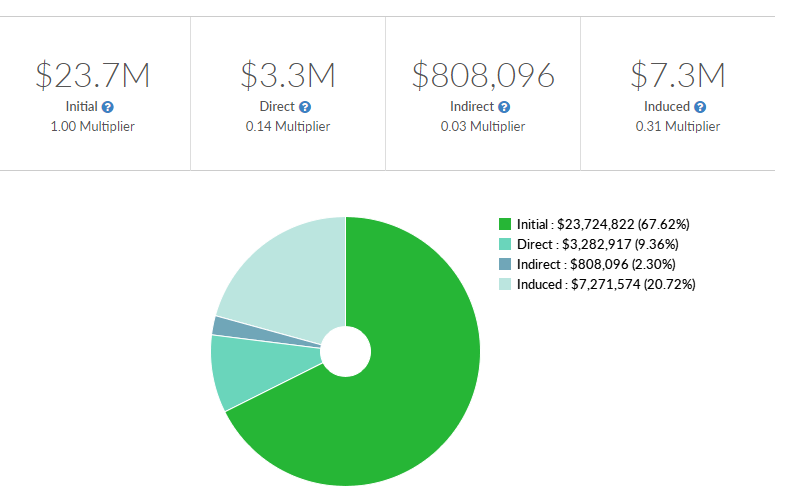 $23.7M
Initial ?
1.00 Multiplier
$3.3M
Direct ?
0.14 Multiplier
$808,096
Indirect ?
0.03 Multiplier
$7.3M
Induced ?
0.31 Multiplier
Initial : $23,724,822 (67.62%)
Direct : $3,282,917 (9.36%)
Indirect : $808,096 (2.30%)
Induced : $7,271,574 (20.72%)